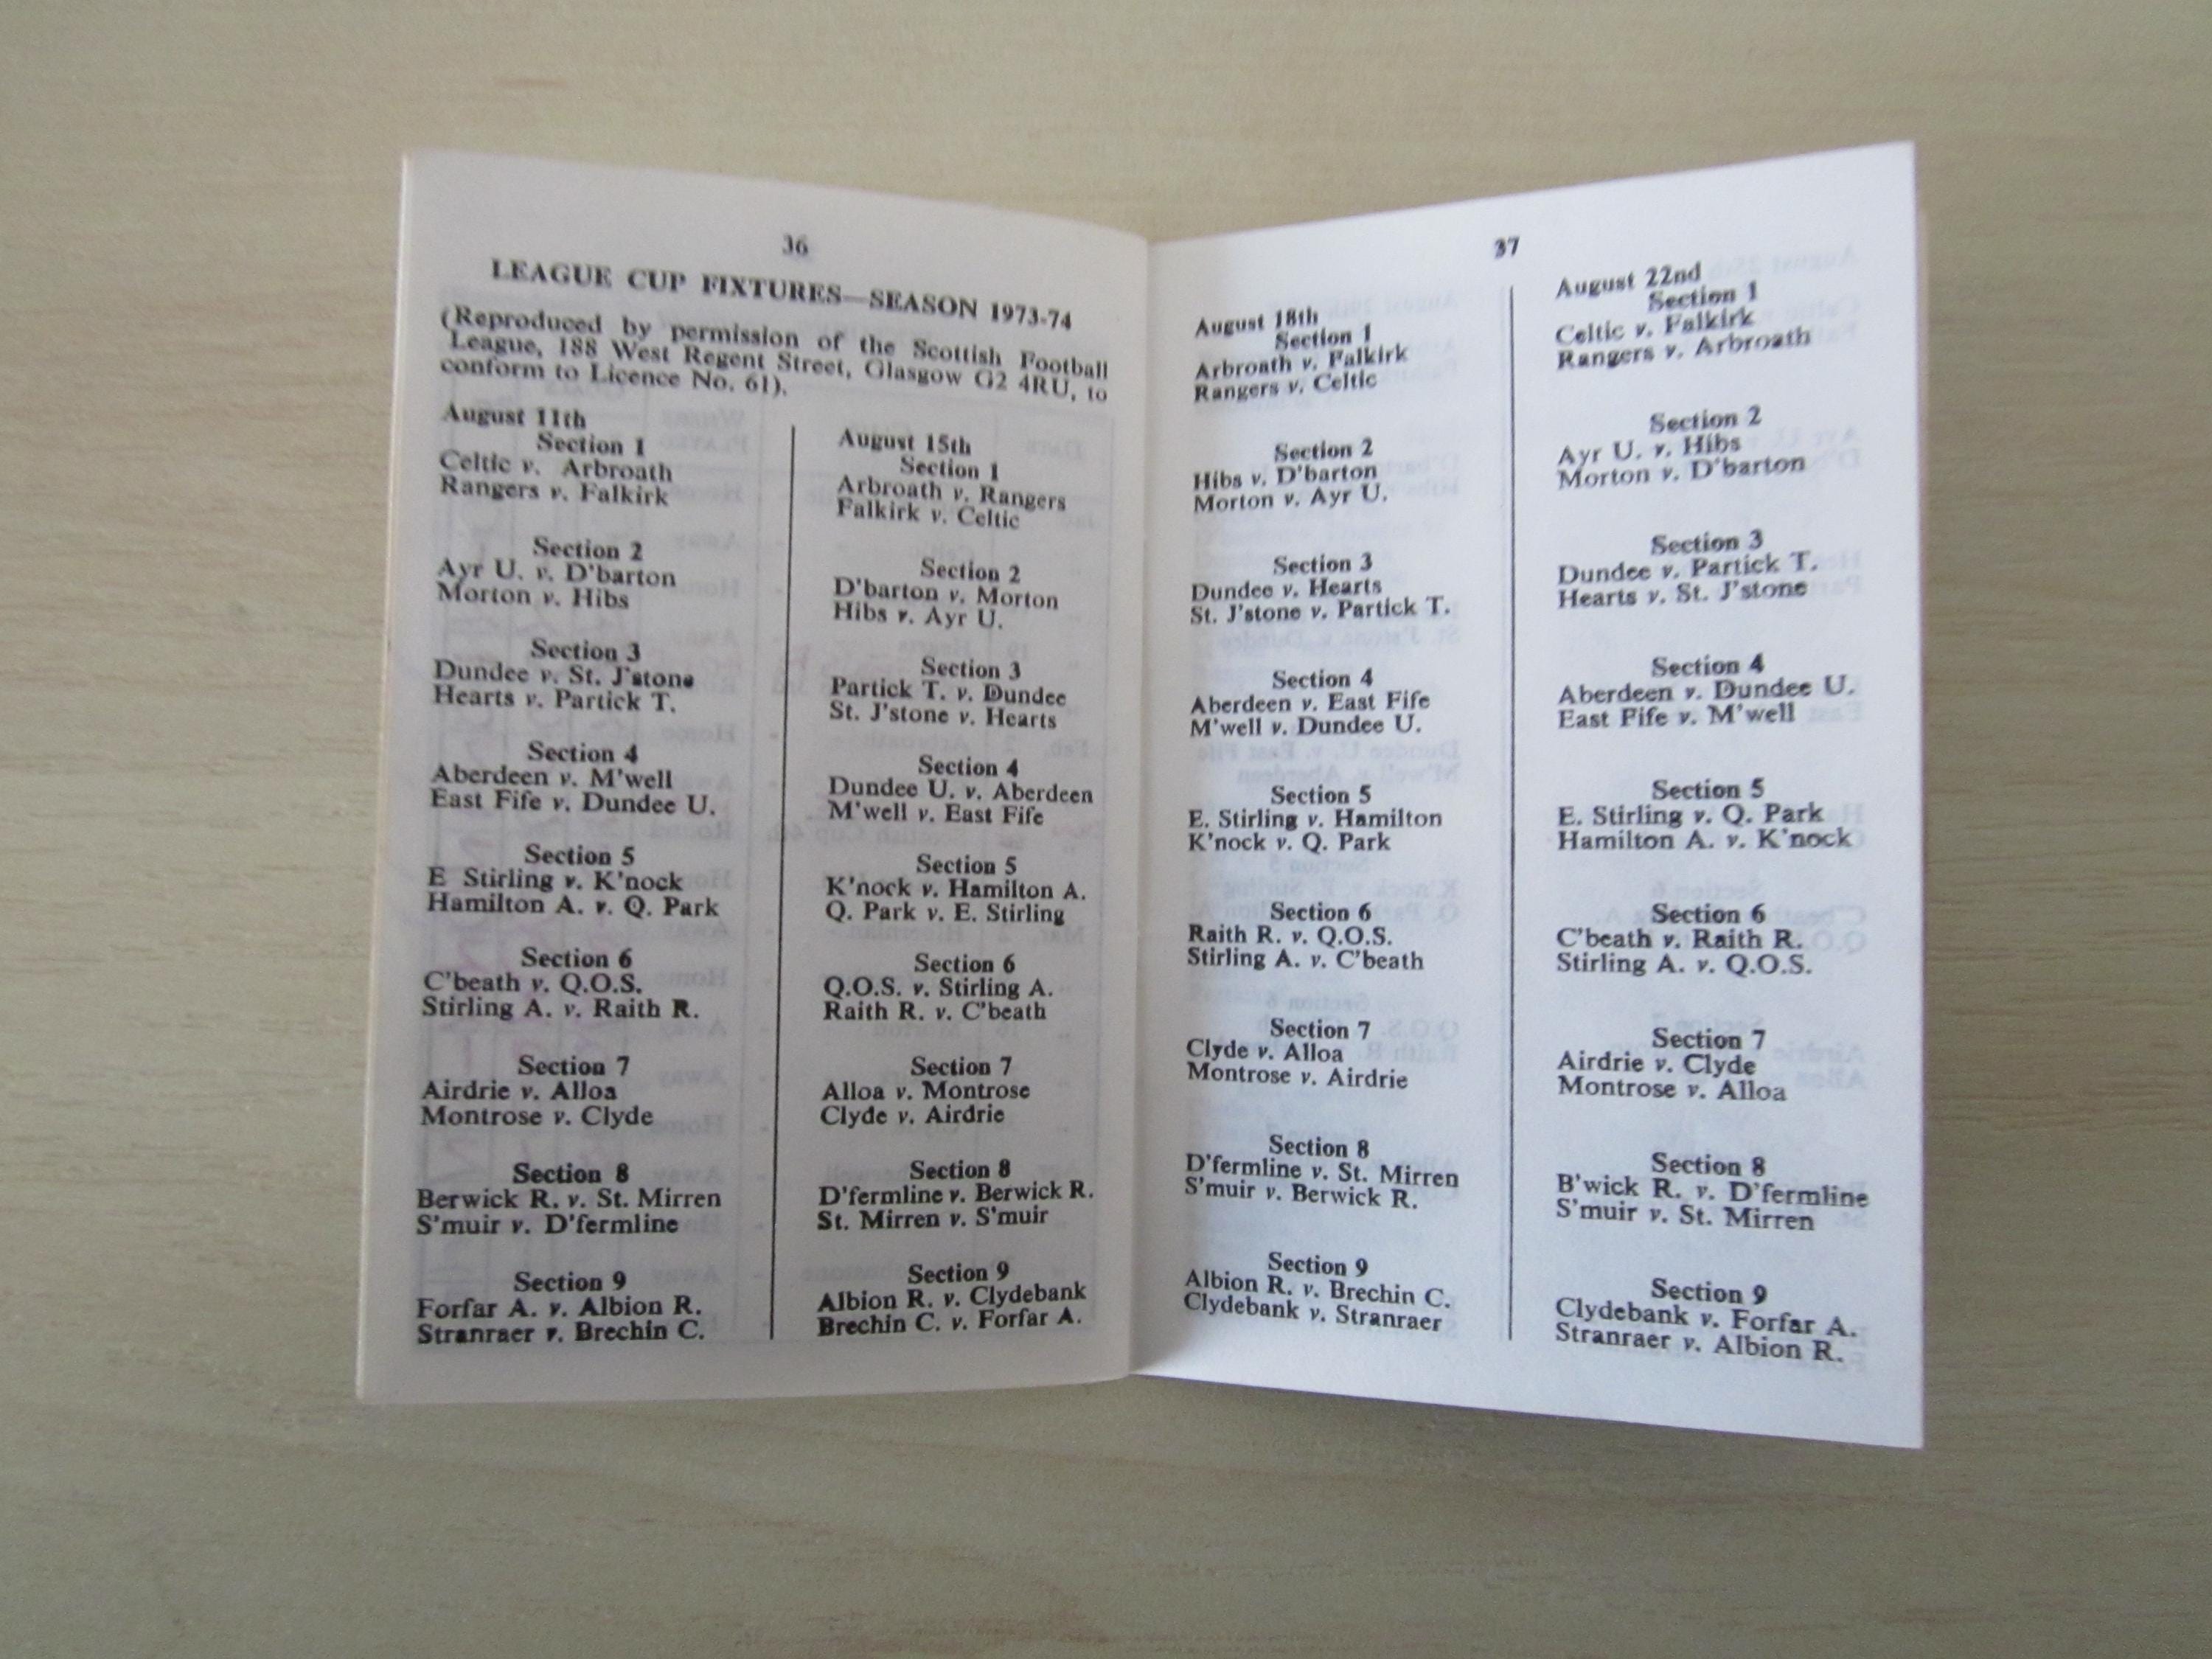 36
LEAGUE CUP FIXTURES—SEASON 1973-74
(Reproduced by permission of the Scottish Football
League, 188 West Regent Street, Glasgow G2 4RU, to
conform to Licence No. 61).
August 11th
Section 1
Celtic v. Arbroath
Rangers v. Falkirk
Section 2
Ayr U. v. D'barton
Morton v. Hibs
Section 3
Dundee v. St. J'stone
Hearts v. Partick T.
Section 4
Aberdeen v. M'well
East Fife v. Dundee U.
Section 5
E Stirling v. K'nock
Hamilton A. v. Q. Park
Section 6
C'beath v. Q.O.S.
Stirling A. v. Raith R.
Section 7
Airdrie v. Alloa
Montrose v. Clyde
Section 8
Berwick R. v. St. Mirren
S'muir v. D'fermline
Section 9
Forfar A. v. Albion R.
Stranraer v. Brechin C.
August 15th
Section 1
Arbroath v. Rangers
Falkirk v. Celtic
Section 2
D'barton v. Morton
Hibs v. Ayr U.
Section 3
Partick T. v. Dundee
St. J'stone v. Hearts
Section 4
Dundee U. v. Aberdeen
M'well v. East Fife
Section 5
K'nock v. Hamilton A.
Q. Park v. E. Stirling
Section 6
Q.O.S. v. Stirling A.
Raith R. v. C'beath
Section 7
Alloa v. Montrose
Clyde v. Airdrie
Section 8
D'fermline v. Berwick R.
St. Mirren v. S'muir
Section 9
Albion R. v. Clydebank
Brechin C. v. Forfar A.
37
August 18th
Section 1
Arbroath v. Falkirk
Rangers v. Celtic
Section 2
Hibs v. D'barton
Morton v. Ayr U.
Section 3
Dundee v. Hearts
St. J'stone v. Partick T.
Section 4
Aberdeen v. East Fife
M'well v. Dundee U.
Section 5
E. Stirling v. Hamilton
K'nock v. Q. Park
Section 6
Raith R. v. Q.O.S.
Stirling A. v. C'beath
Section 7
Clyde v. Alloa
Montrose v. Airdrie
Section 8
D'fermline v. St. Mirren
S'muir v. Berwick R.
Section 9
Albion R. v. Brechin C.
Clydebank v. Stranraer
August 22nd
Section 1
Celtic v. Falkirk
Rangers v. Arbroath
Section 2
Ayr U. v. Hibs
Morton v. D'barton
Section 3
Dundee v. Partick T.
Hearts v. St. J'stone
Section 4
Aberdeen v. Dundee U.
East Fife v. M'well
Section 5
E. Stirling v. Q. Park
Hamilton A. v. K'nock
Section 6
C'beath v. Raith R.
Stirling A. v. Q.O.S.
Section 7
Airdrie v. Clyde
Montrose v. Alloa
Section 8
B'wick R. v. D'fermline
S'muir v. St. Mirren
Section 9
Clydebank v. Forfar A.
Stranraer v. Albion R.